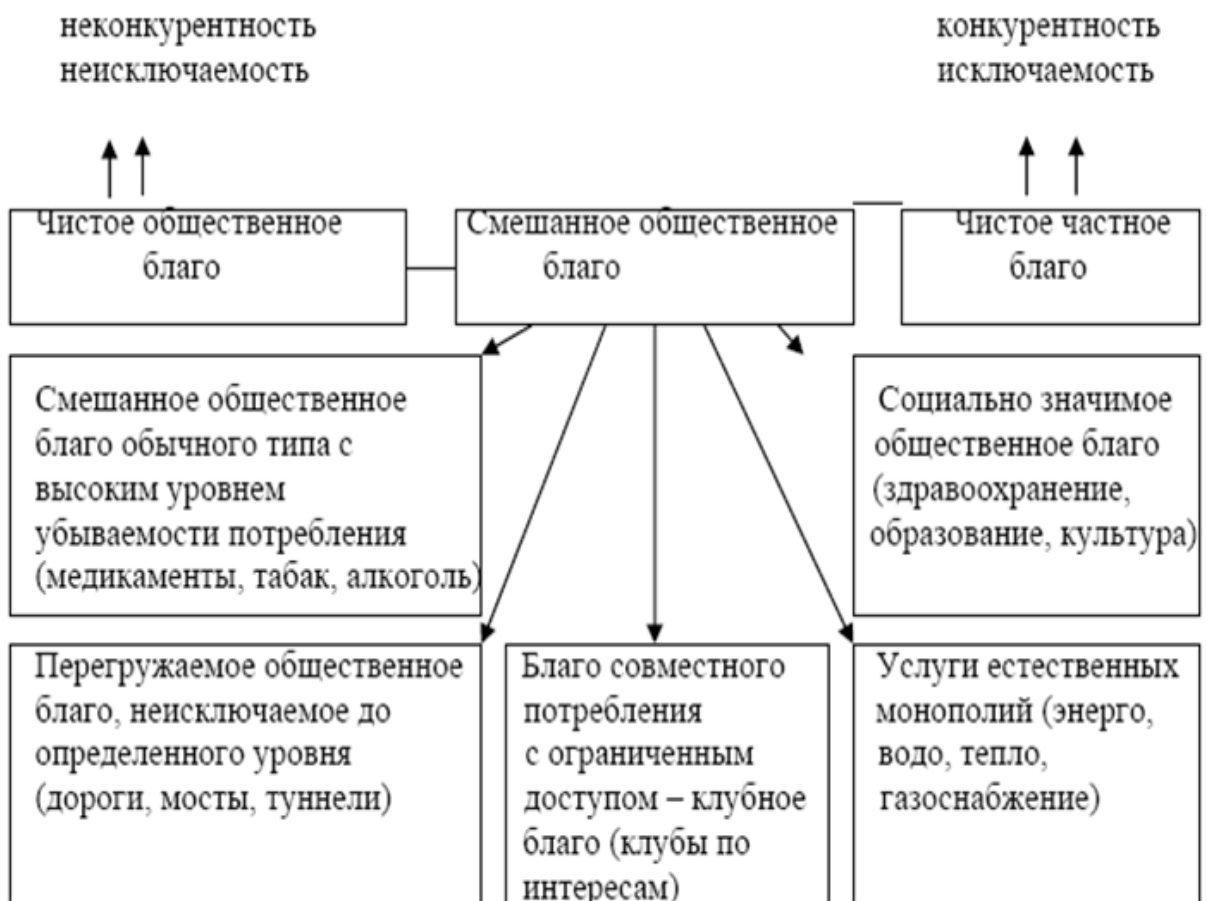 неконкурентность
неисключаемость
конкурентность
исключаемость
Чистое общественное
благо
Смешанное общественное
благо
Чистое частное
благо
Смешанное общественное
благо обычного типа с
высоким уровнем
убываемости потребления
(медикаменты, табак, алкоголь)
Социально значимое
общественное благо
(здравоохранение,
образование, культура)
Перегружаемое общественное
благо, неисключаемое до
определенного уровня
(дороги, мосты, туннели)
Благо совместного
потребления
с ограниченным
доступом – клубное
благо (клубы по
интересам)
Услуги естественных
монополий (энерго,
водо, тепло,
газоснабжение)